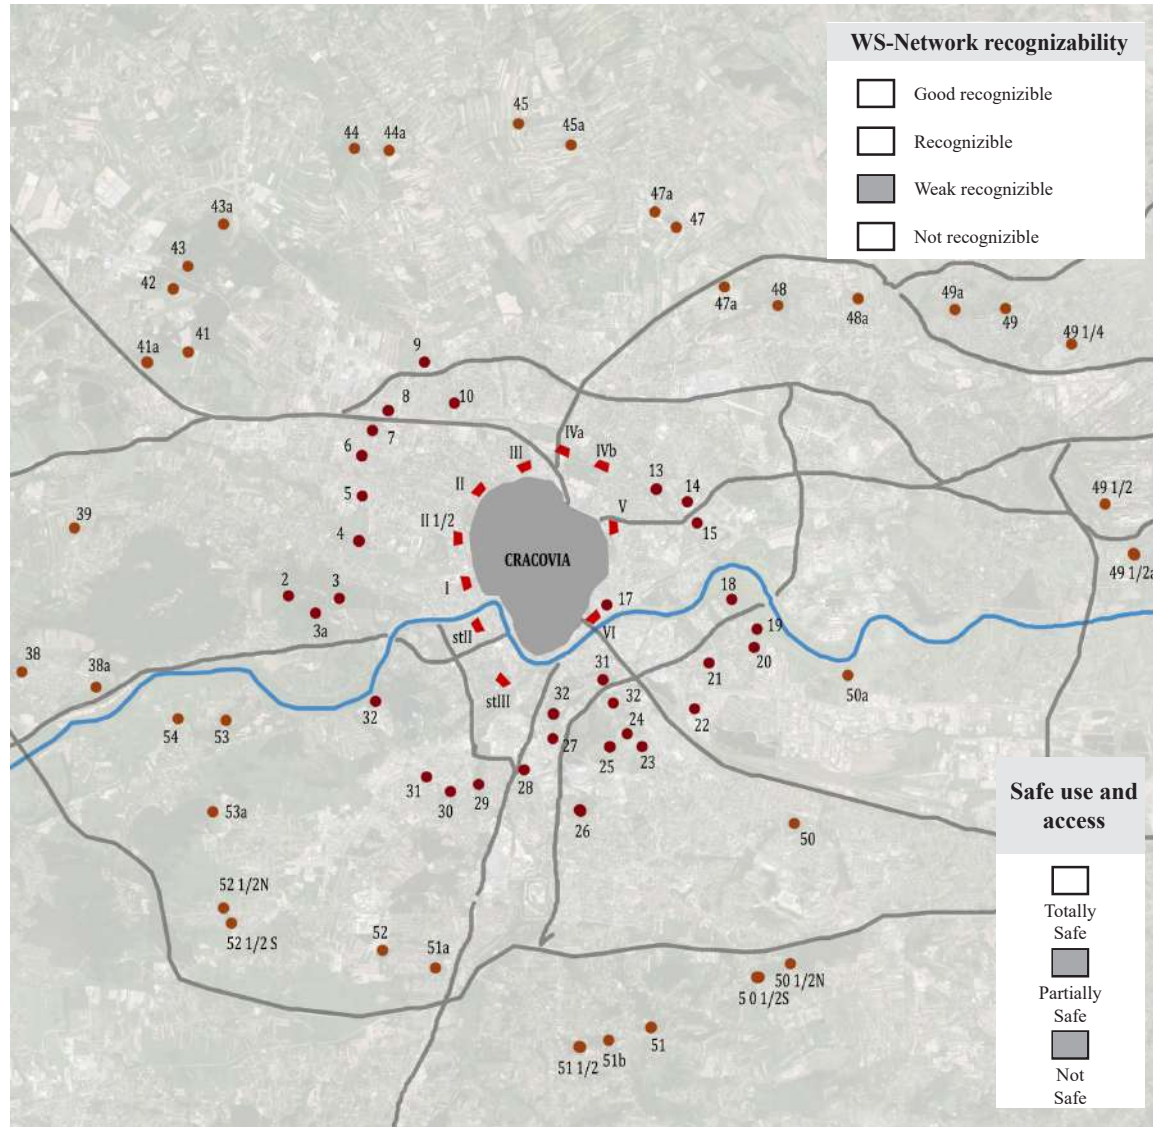 WS-Network recognizability
Good recognizible
Recognizible
Weak recognizible
Not recognizible
45
45a
44
44a
47a
47
43a
43
42
41
41a
47a
48
48a
49a
49
49 1/4
9
8
10
7
6
5
4
IVa
III
IVb
II
II 1/2
I
V
13
14
15
49 1/2
49 1/2a
39
CRACOVIA
2
3
3a
17
VI
18
19
20
stII
stIII
38
38a
54
53
32
31
32
32
21
22
50a
24
27
25
23
28
31
30
29
26
53a
50
Safe use and
access
Totally
Safe
Partially
Safe
Not
Safe
52 1/2N
52 1/2 S
52
51a
50 1/2N
5 0 1/2S
51
51b
51 1/2